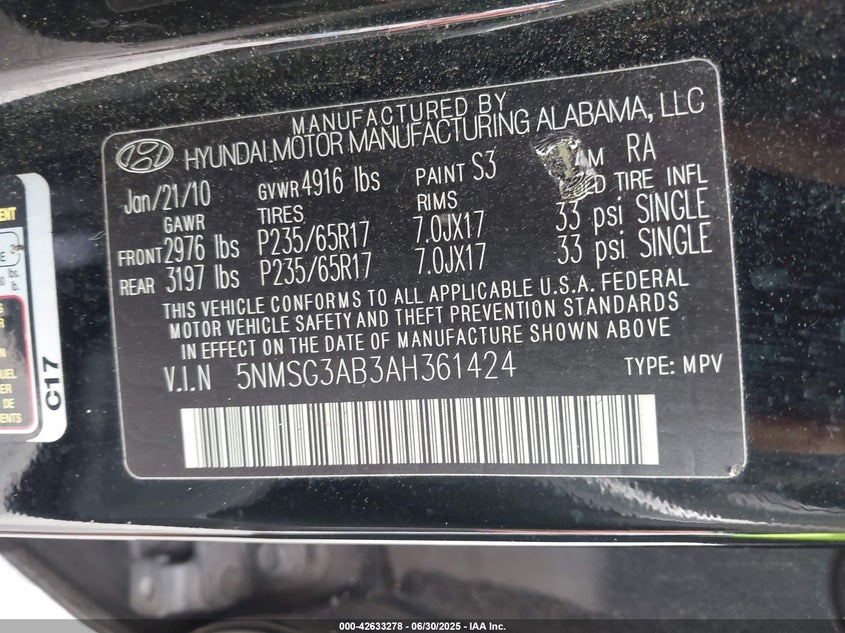 MANUFACTURED BY
HYUNDAI MOTOR MANUFACTURING ALABAMA, LLC
Jan/21/10 GVWR 4916 lbs PAINT S3 RA
GAWR TIRES RIMS TIRE INFL
FRONT 2976 lbs P235/65R17 7.0JX17 33 psi SINGLE
REAR 3197 lbs P235/65R17 7.0JX17 33 psi SINGLE
THIS VEHICLE CONFORMS TO ALL APPLICABLE U.S.A. FEDERAL
MOTOR VEHICLE SAFETY AND THEFT PREVENTION STANDARDS
IN EFFECT ON THE DATE OF MANUFACTURE SHOWN ABOVE
V.I.N 5NMSG3AB3AH361424 TYPE: MPV
C17
000-42633278 - 06/30/2025 - IAA Inc.